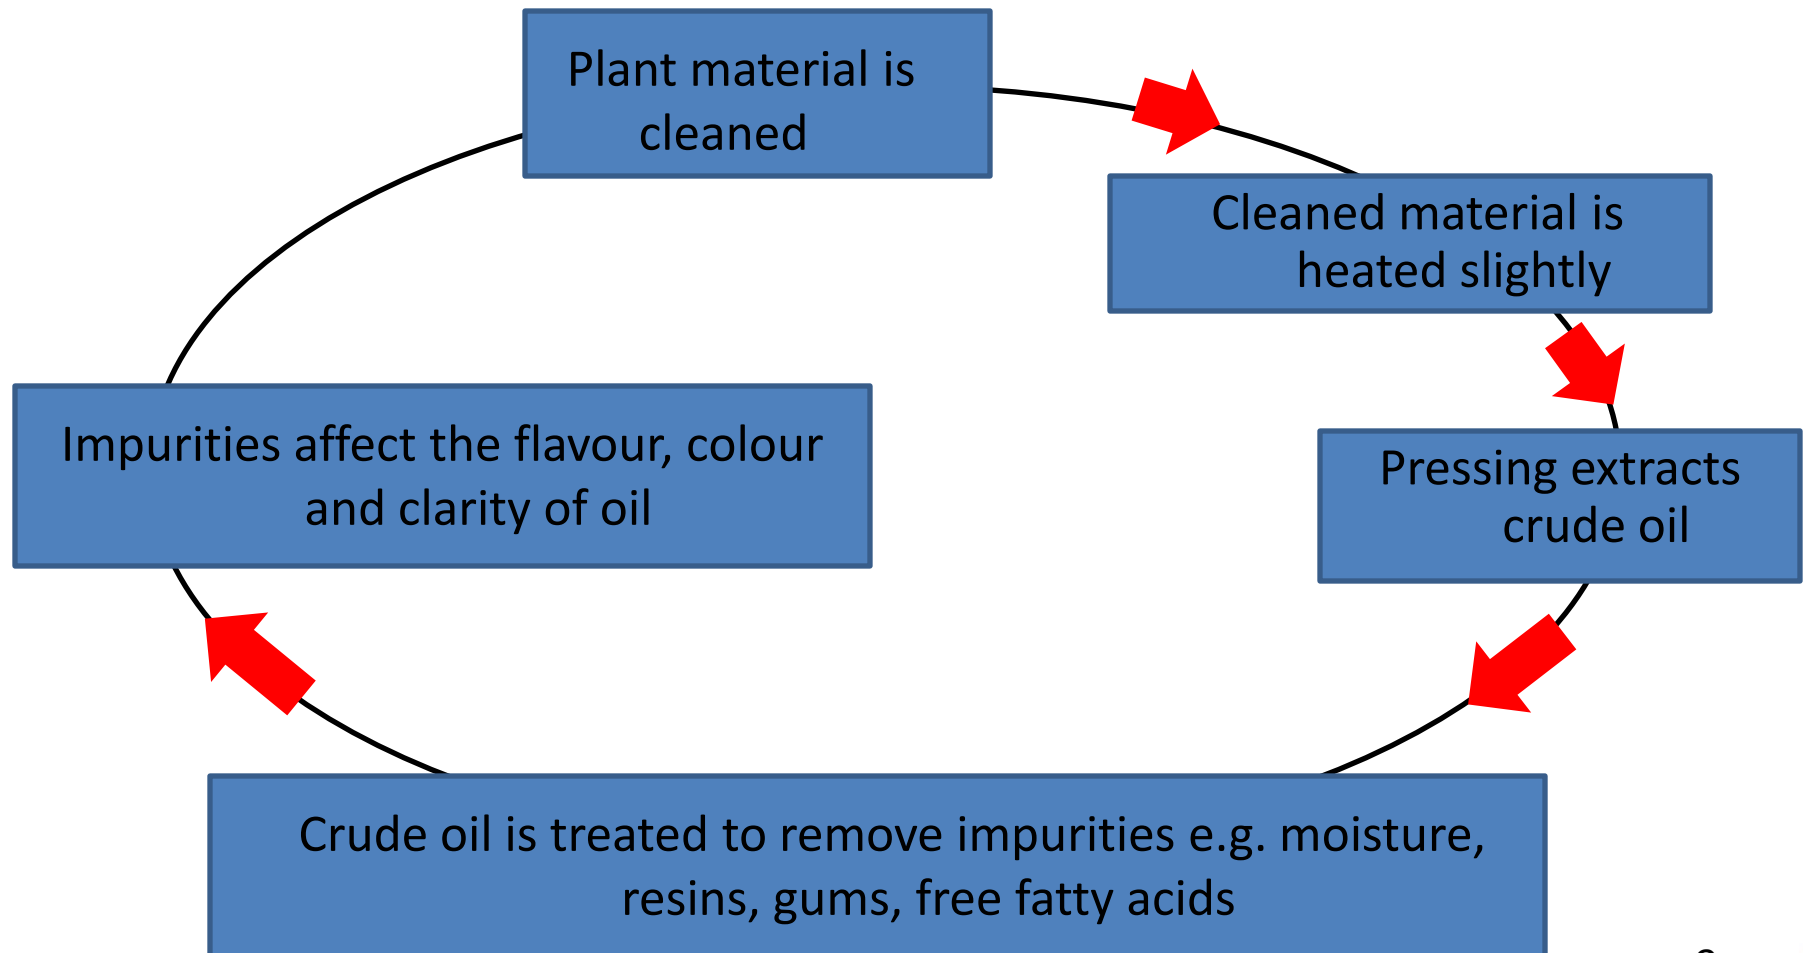 Plant material is
cleaned
Cleaned material is
heated slightly
Pressing extracts
crude oil
Crude oil is treated to remove impurities e.g. moisture,
resins, gums, free fatty acids
Impurities affect the flavour, colour
and clarity of oil